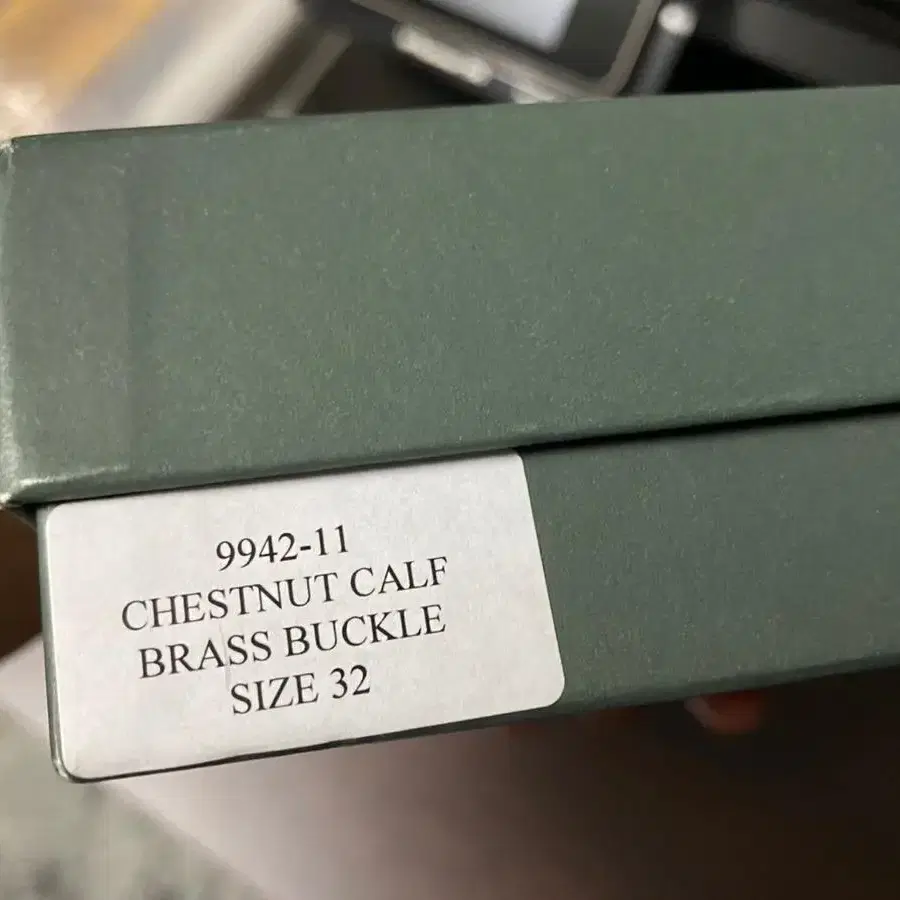 9942-11
CHESTNUT CALF
BRASS BUCKLE
SIZE 32